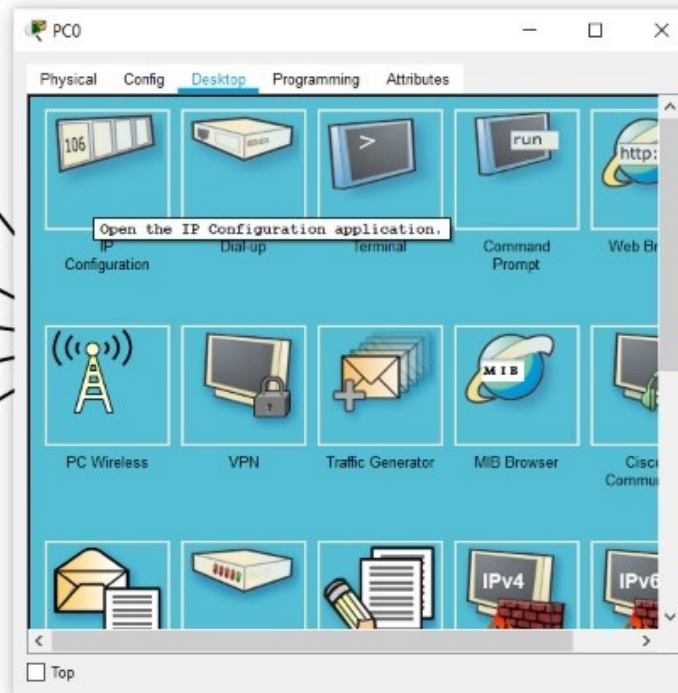 PC0
Physical Config Desktop Programming Attributes
106
>
run
http:
Open the IP Configuration application.
IP
Configuration
Dial-up
Terminal
Command
Prompt
Web Br
MIB
PC Wireless
VPN
Traffic Generator
MIB Browser
Cisc
Commu
IPv4
IPv6
Top